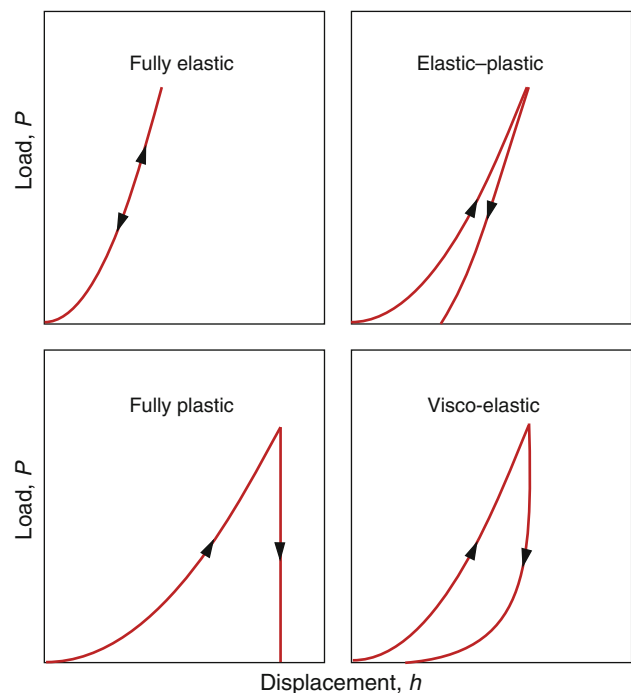 Fully elastic
Elastic–plastic
Load, P
Fully plastic
Visco-elastic
Load, P
Displacement, h